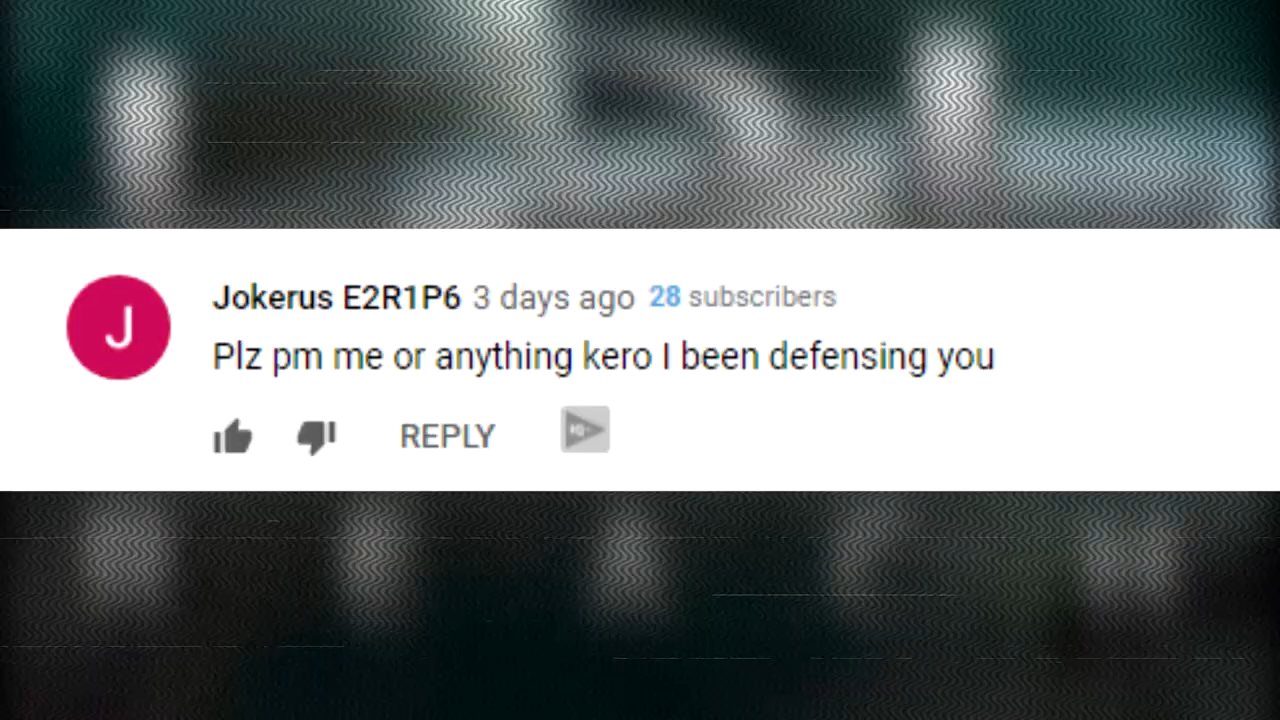 J
Jokerus E2R1P6 3 days ago 28 subscribers
Plz pm me or anything kero I been defensing you
REPLY